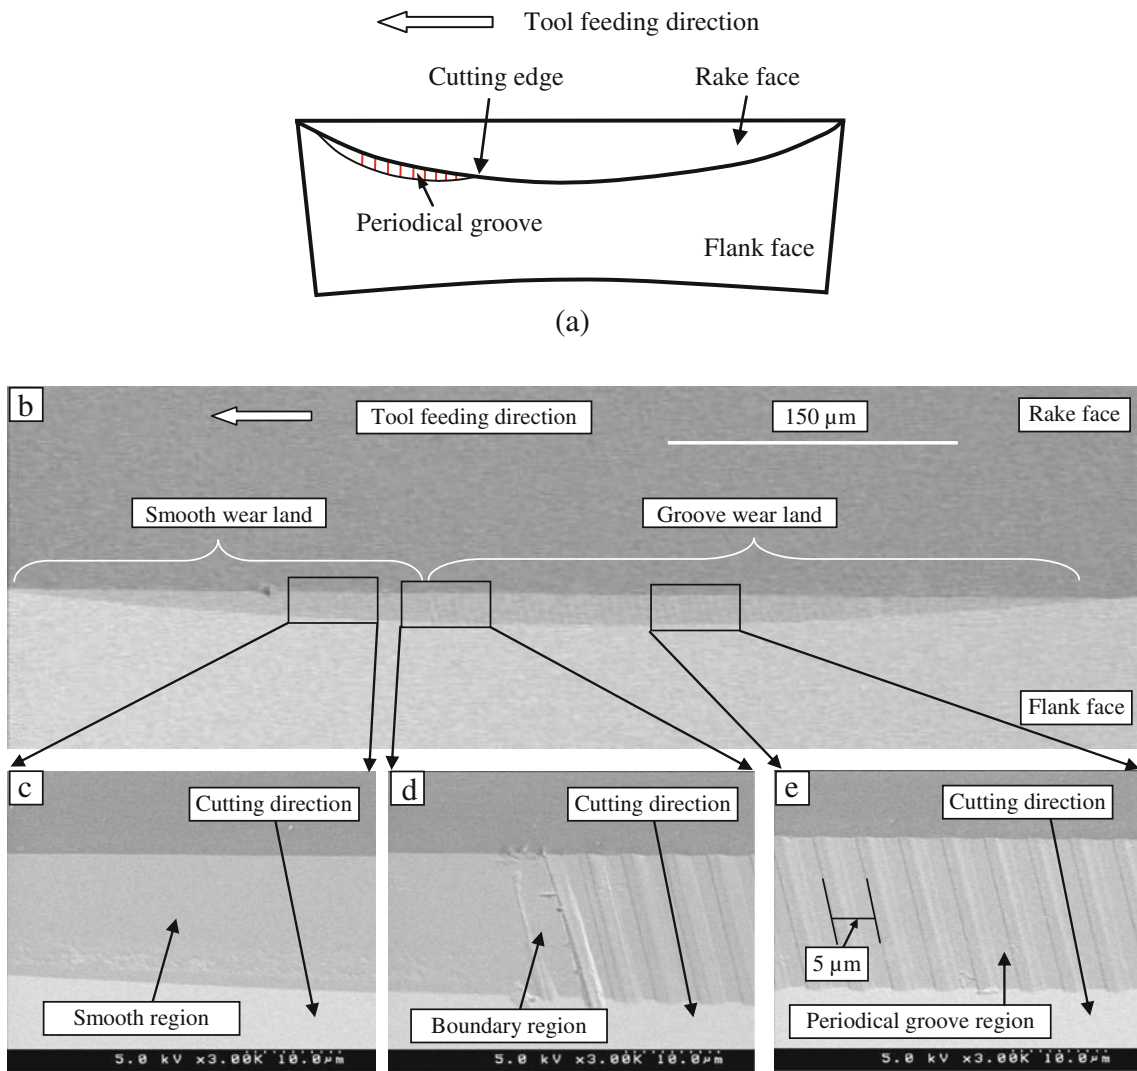 Tool feeding direction
Cutting edge
Rake face
Periodical groove
Flank face
(a)
b
Tool feeding direction
150 µm
Rake face
Smooth wear land
Groove wear land
Flank face
c
Cutting direction
Smooth region
5.0 kV x3.00K 10.0µm
d
Cutting direction
Boundary region
5.0 kV x3.00K 10.0µm
e
Cutting direction
5 µm
Periodical groove region
5.0 kV x3.00K 10.0µm